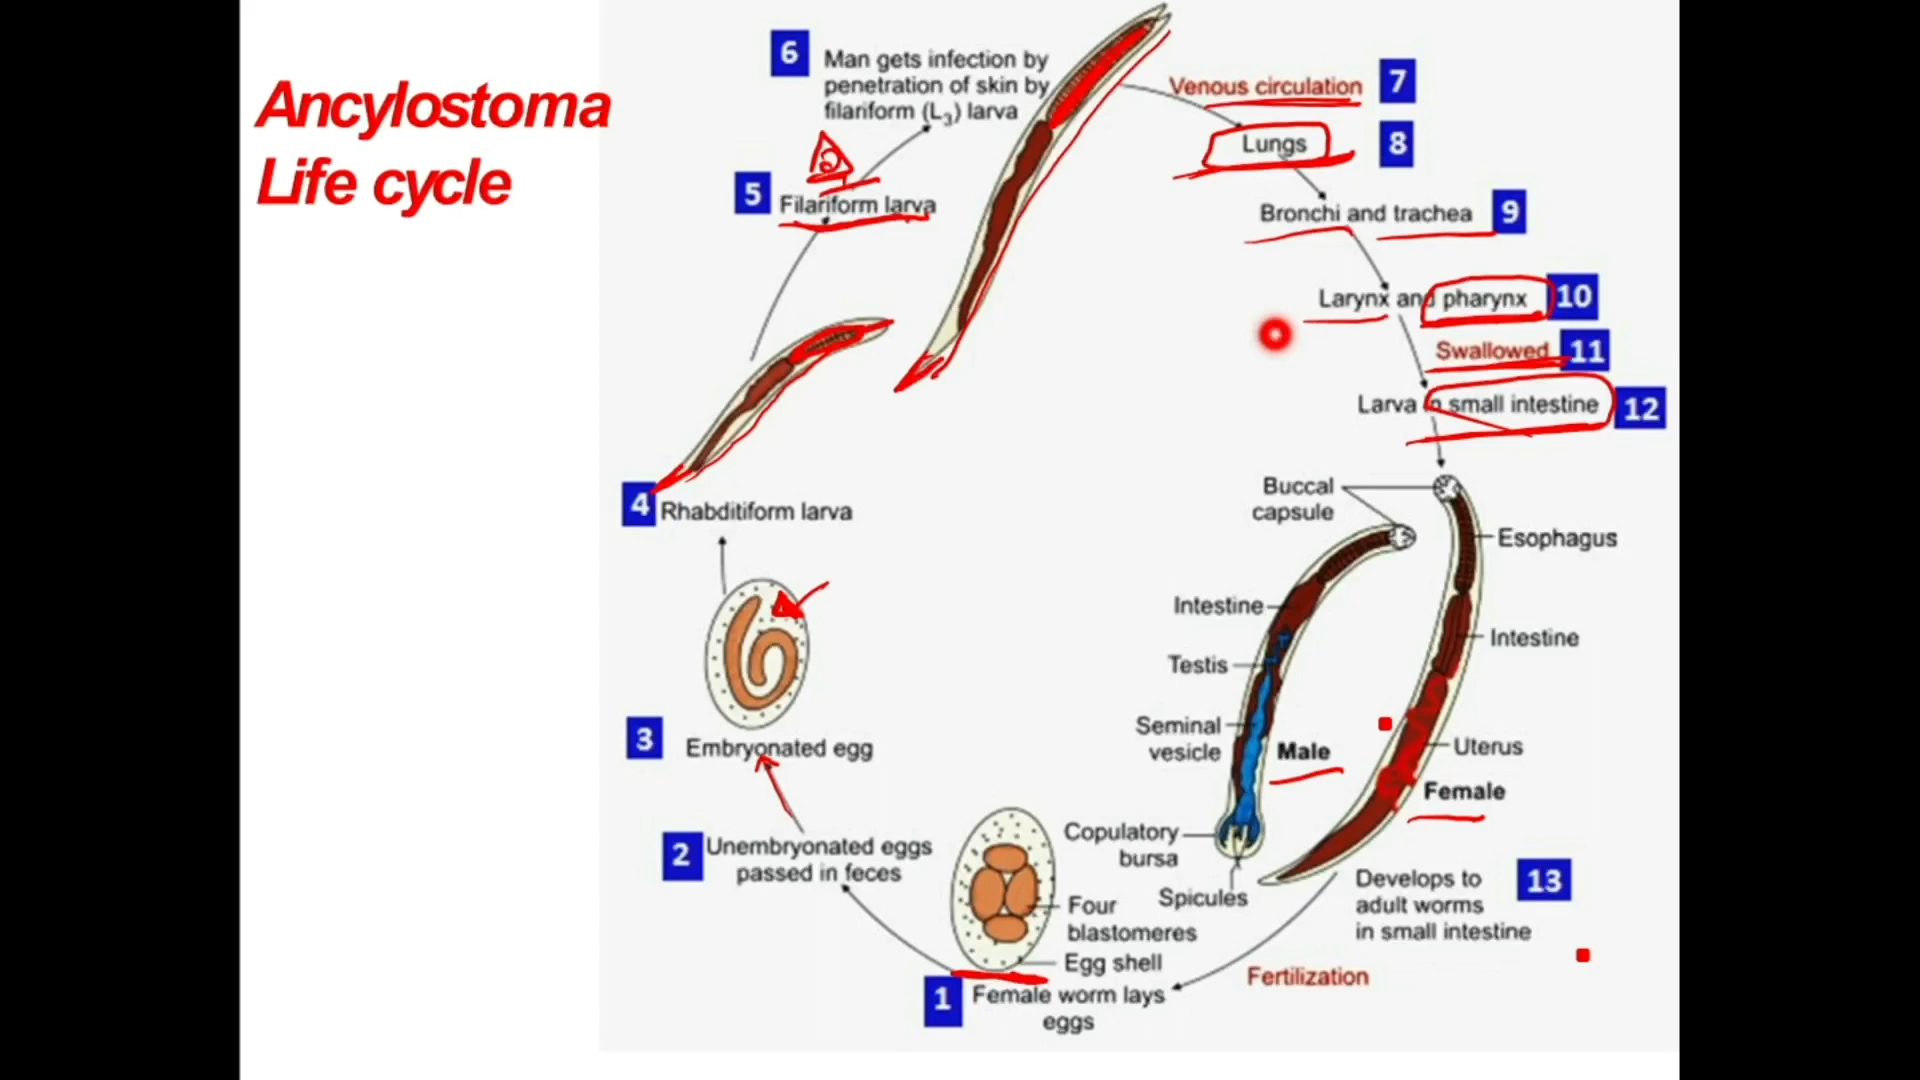 Ancylostoma
Life cycle
6
Man gets infection by
penetration of skin by
filariform (L3) larva
Venous circulation
7
Lungs
8
5
Filariform larva
Bronchi and trachea
9
Larynx and pharynx
10
Swallowed
11
Larva in small intestine
12
4
Rhabditiform larva
Buccal
capsule
Esophagus
Intestine
Intestine
Testis
Seminal
vesicle
Male
Uterus
Female
3
Embryonated egg
2
Unembryonated eggs
passed in feces
Copulatory
bursa
Spicules
Four
blastomeres
Egg shell
Develops to
adult worms
in small intestine
13
Fertilization
1
Female worm lays
eggs